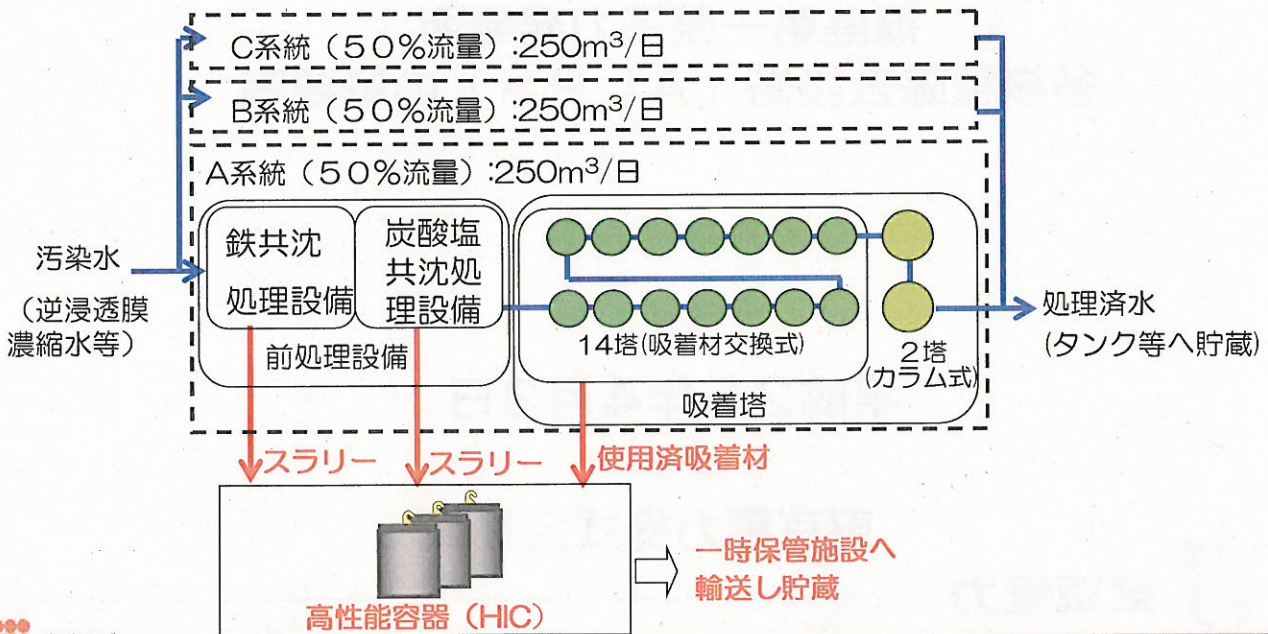 C系統（５０％流量）:250m³/日
B系統（５０％流量）:250m³/日
A系統（５０％流量）:250m³/日
汚染水
（逆浸透膜
濃縮水等）
鉄共沈
処理設備
炭酸塩
共沈処
理設備
前処理設備
14塔(吸着材交換式)
２塔
(カラム式)
吸着塔
処理済水
(タンク等へ貯蔵)
スラリー
スラリー
使用済吸着材
高性能容器（HIC）
一時保管施設へ
輸送し貯蔵